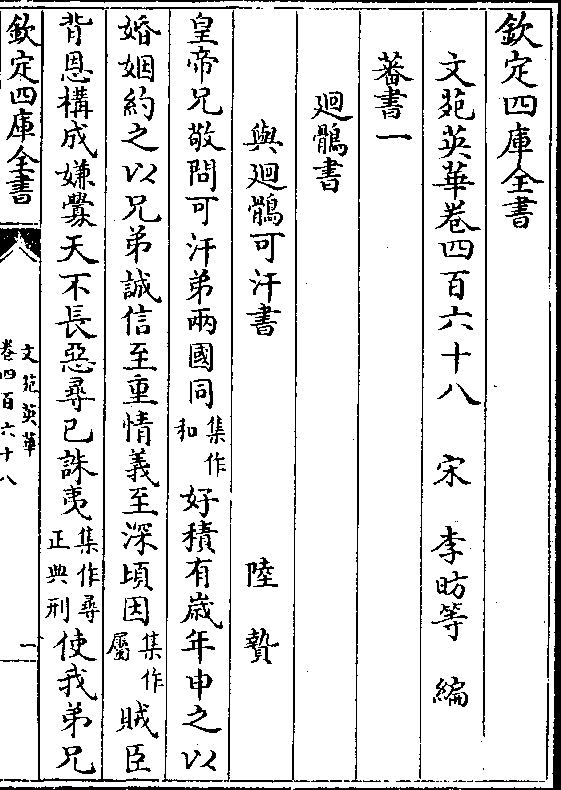 欽定四庫全書
文苑英華卷四百六十八　宋　李昉等　編
蕃書一
迴鶻書
與迴鶻可汗書　陸贄
皇帝兄敬問可汗弟兩國同集作和好積有歲年申之以
婚姻約之以兄弟誠信至重情義至深頃因集作屬賊臣
背恩構成嫌釁天不長惡尋已誅夷集作尋正典刑使我弟兄
欽定四庫全書
文苑英華
卷四百六十八
一